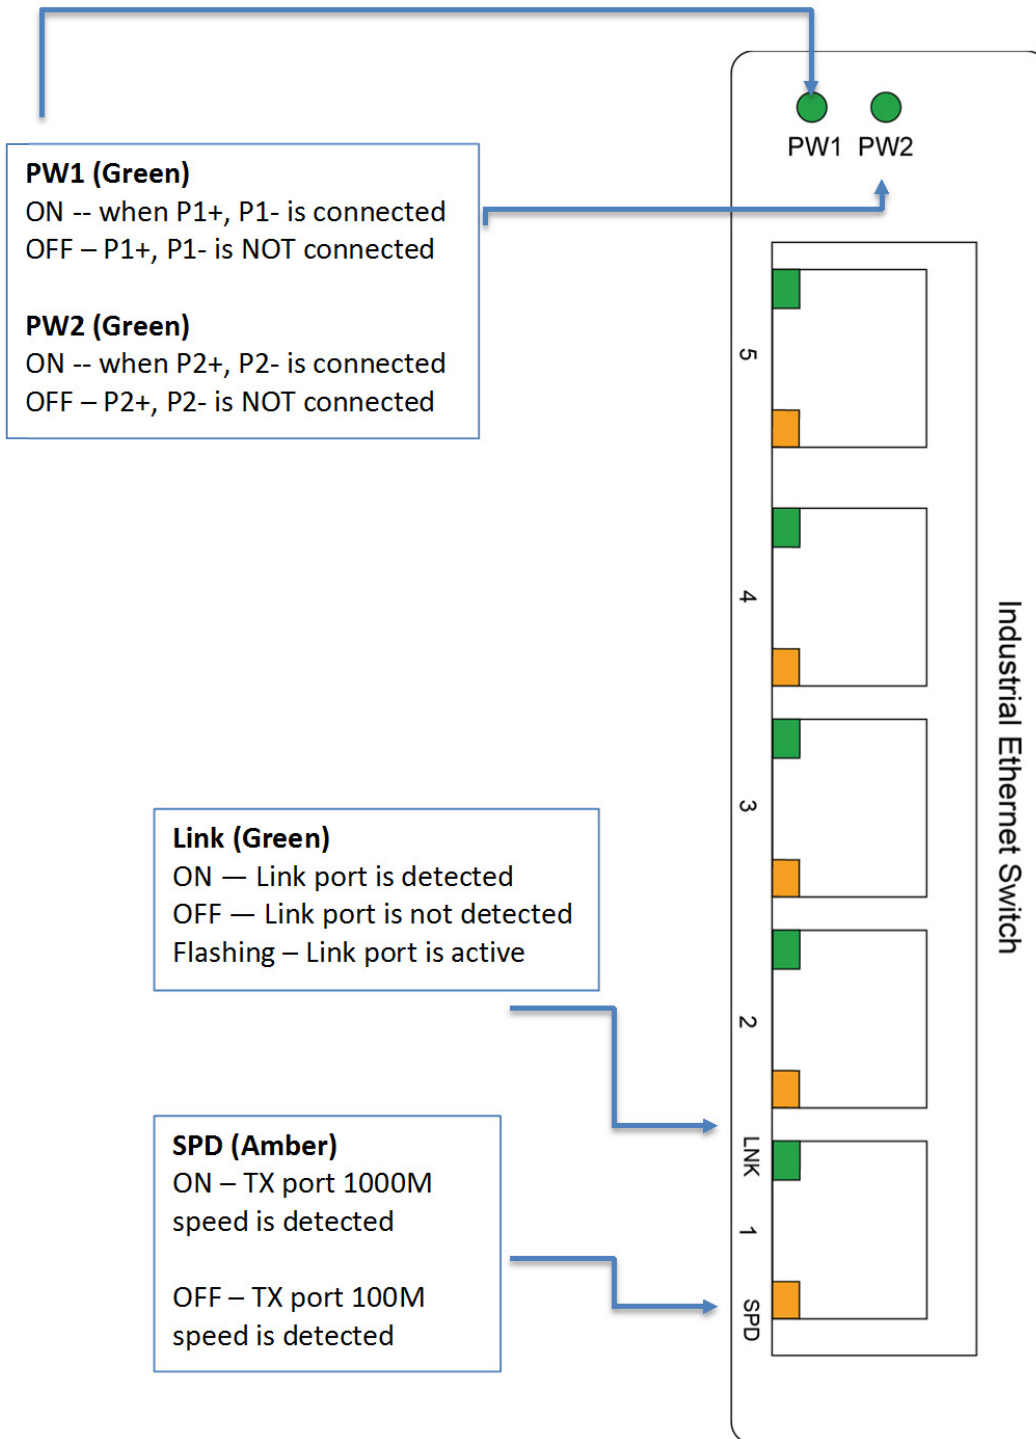 PW1 PW2
PW1 (Green)
ON -- when P1+, P1- is connected
OFF – P1+, P1- is NOT connected
PW2 (Green)
ON -- when P2+, P2- is connected
OFF – P2+, P2- is NOT connected
5
4
3
2
LNK
1
SPD
Industrial Ethernet Switch
Link (Green)
ON — Link port is detected
OFF — Link port is not detected
Flashing – Link port is active
SPD (Amber)
ON – TX port 1000M
speed is detected
OFF – TX port 100M
speed is detected